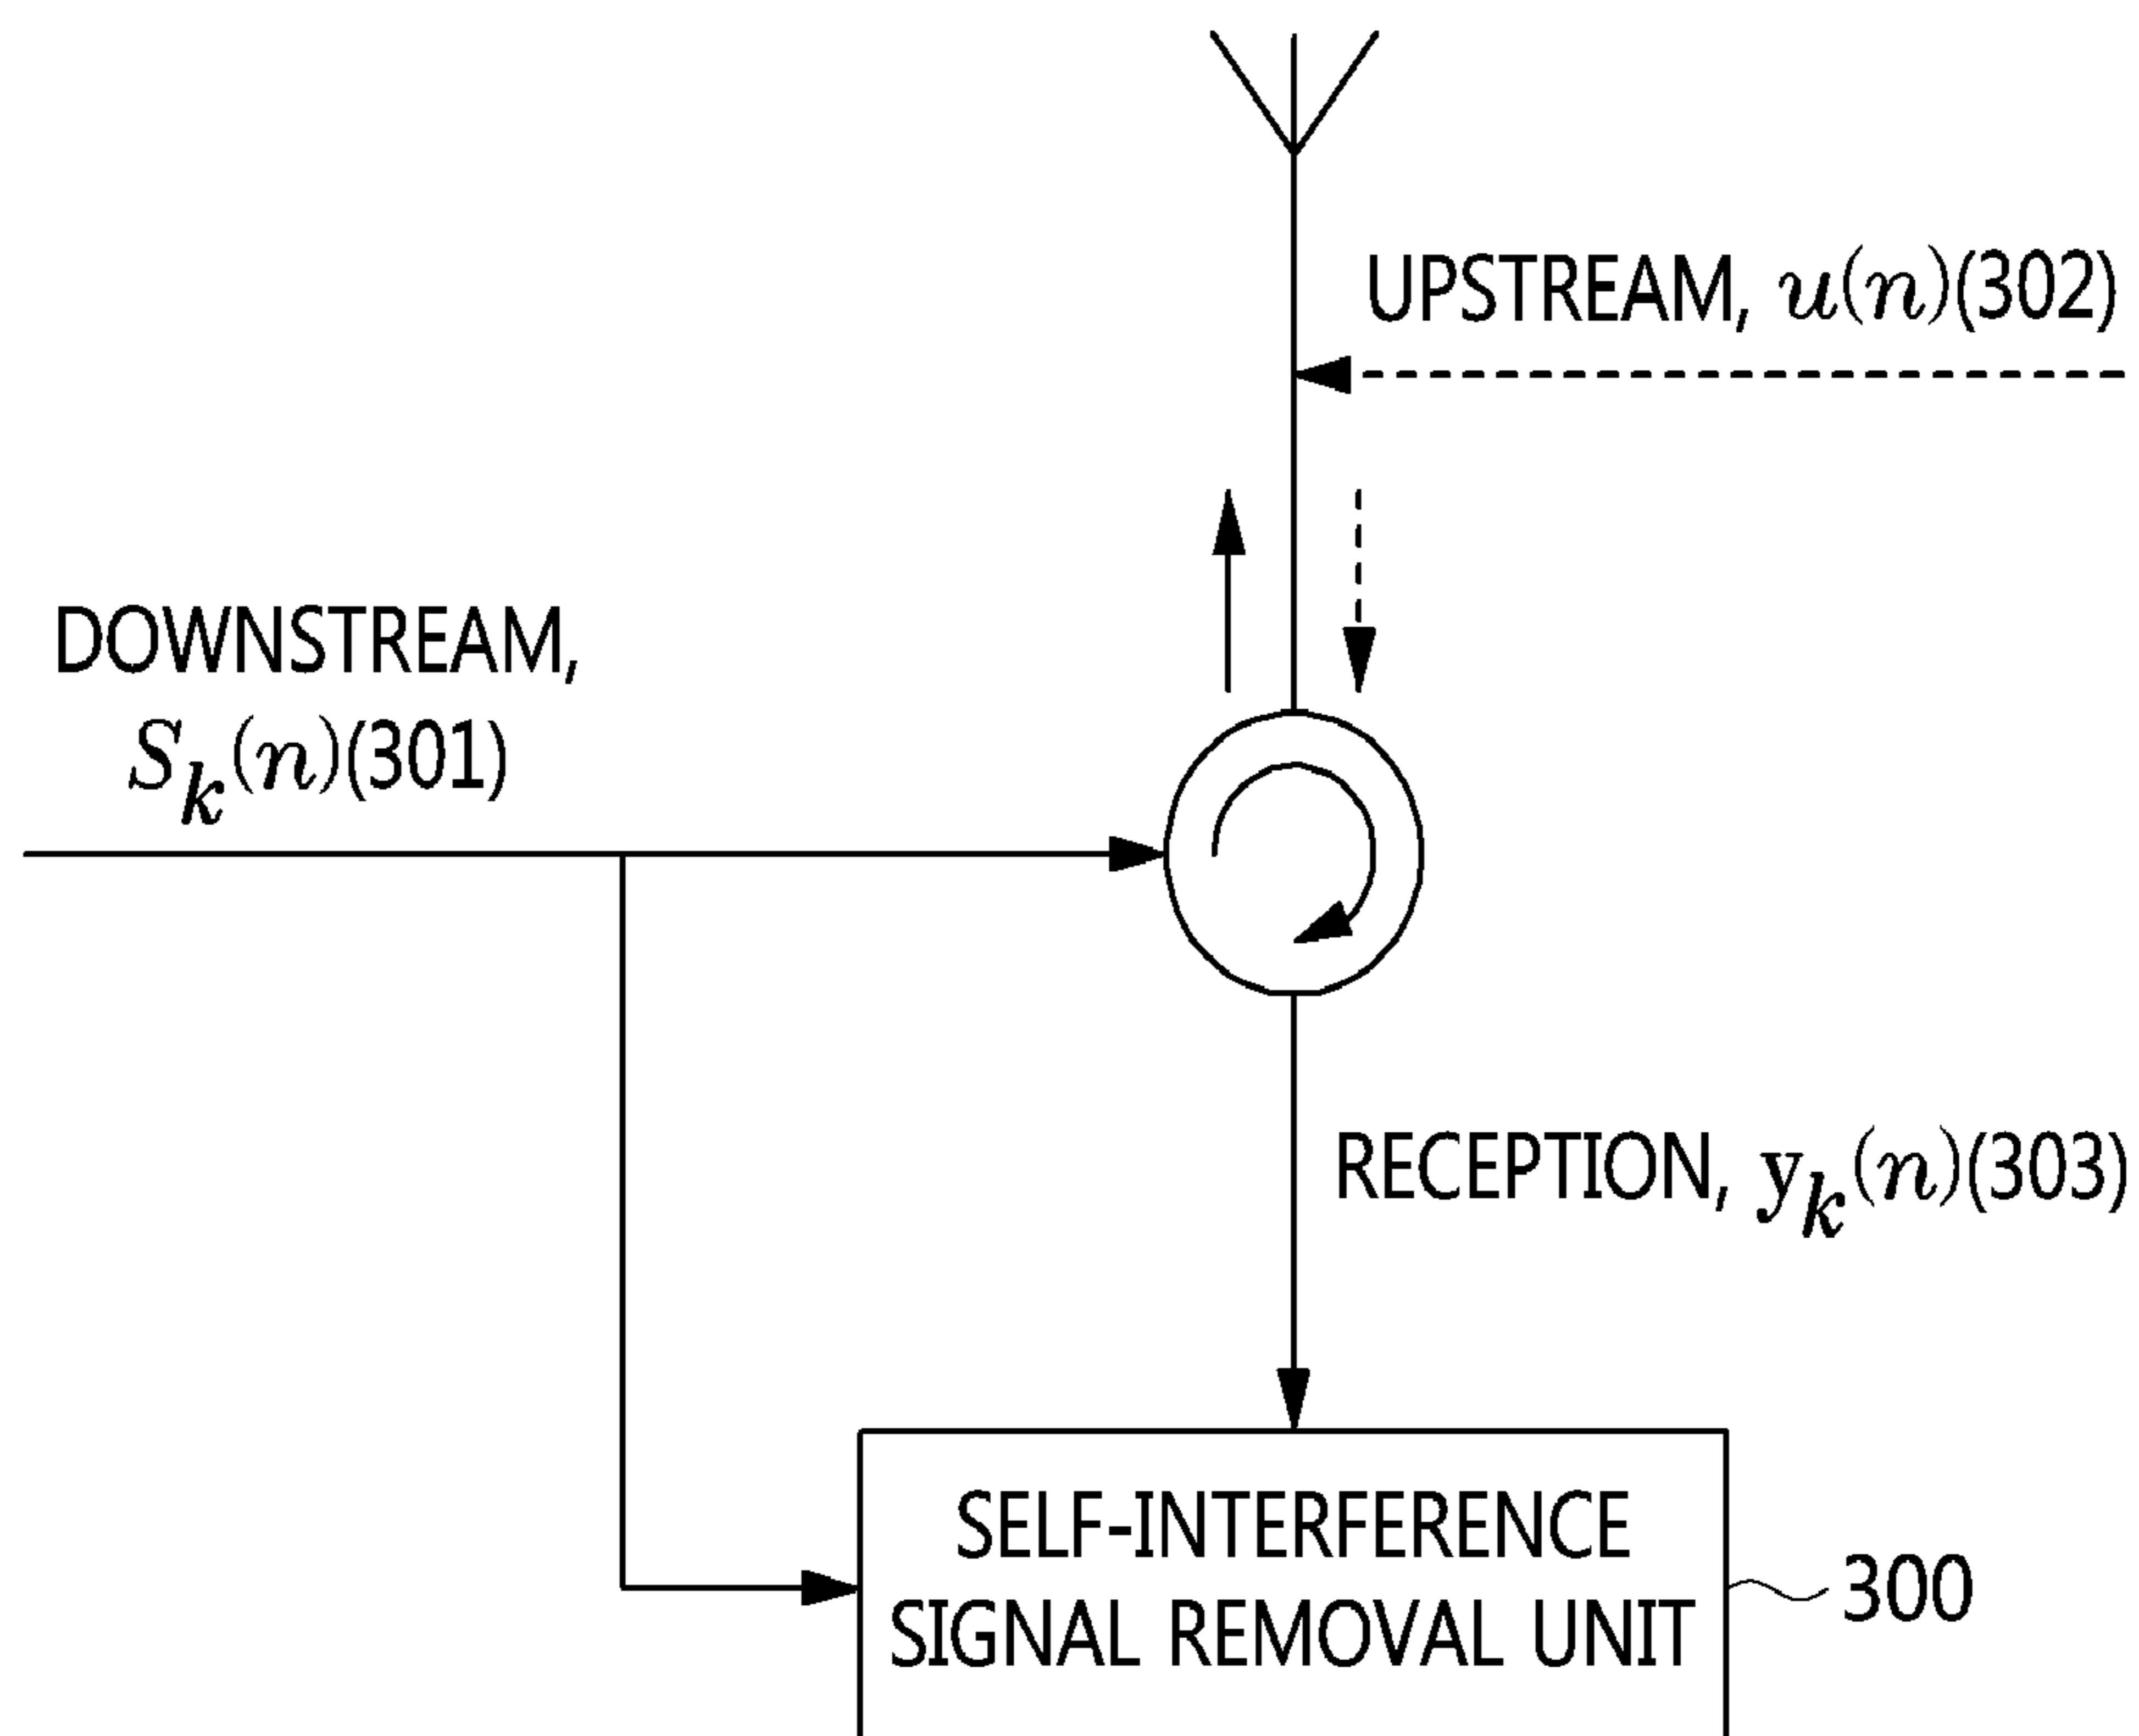 UPSTREAM, u(n)(302)
DOWNSTREAM,
S_k(n)(301)
RECEPTION, y_k(n)(303)
SELF-INTERFERENCE
SIGNAL REMOVAL UNIT
300